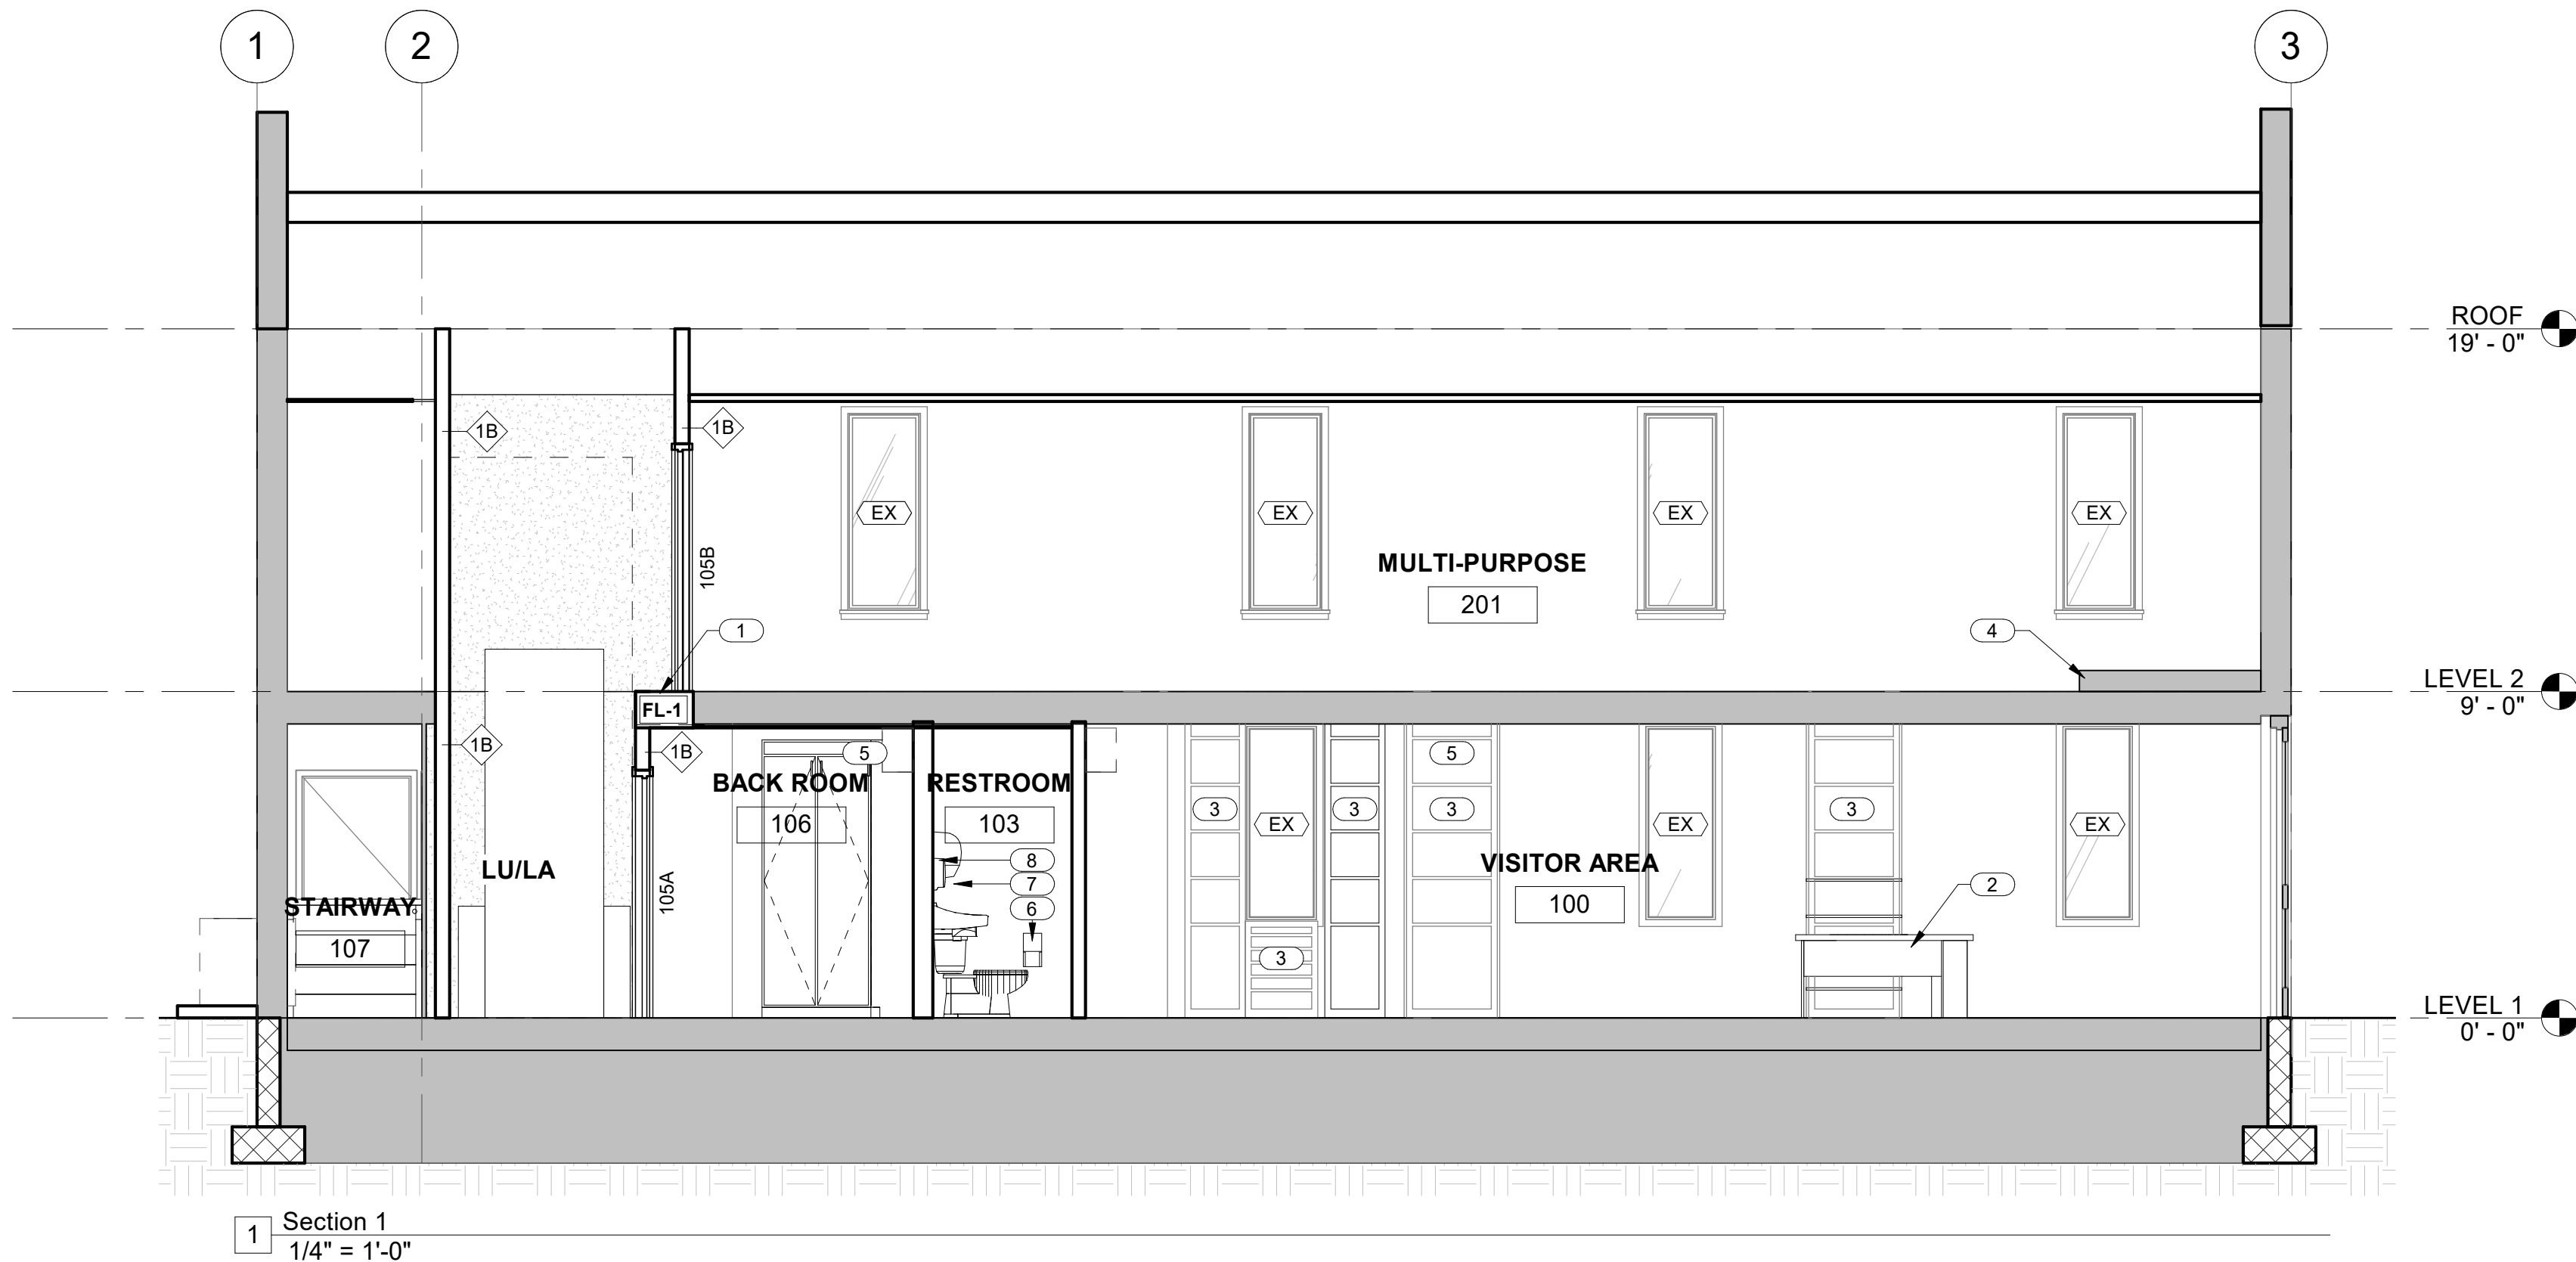 1
2
3
ROOF
19' - 0"
1B
1B
EX
EX
EX
EX
105B
MULTI-PURPOSE
201
1
4
LEVEL 2
9' - 0"
FL-1
1B
1B
5
5
BACK ROOM
RESTROOM
106
103
3
3
3
3
EX
EX
EX
8
7
6
LU/LA
105A
VISITOR AREA
100
2
STAIRWAY
107
3
LEVEL 1
0' - 0"
1
Section 1
1/4" = 1'-0"